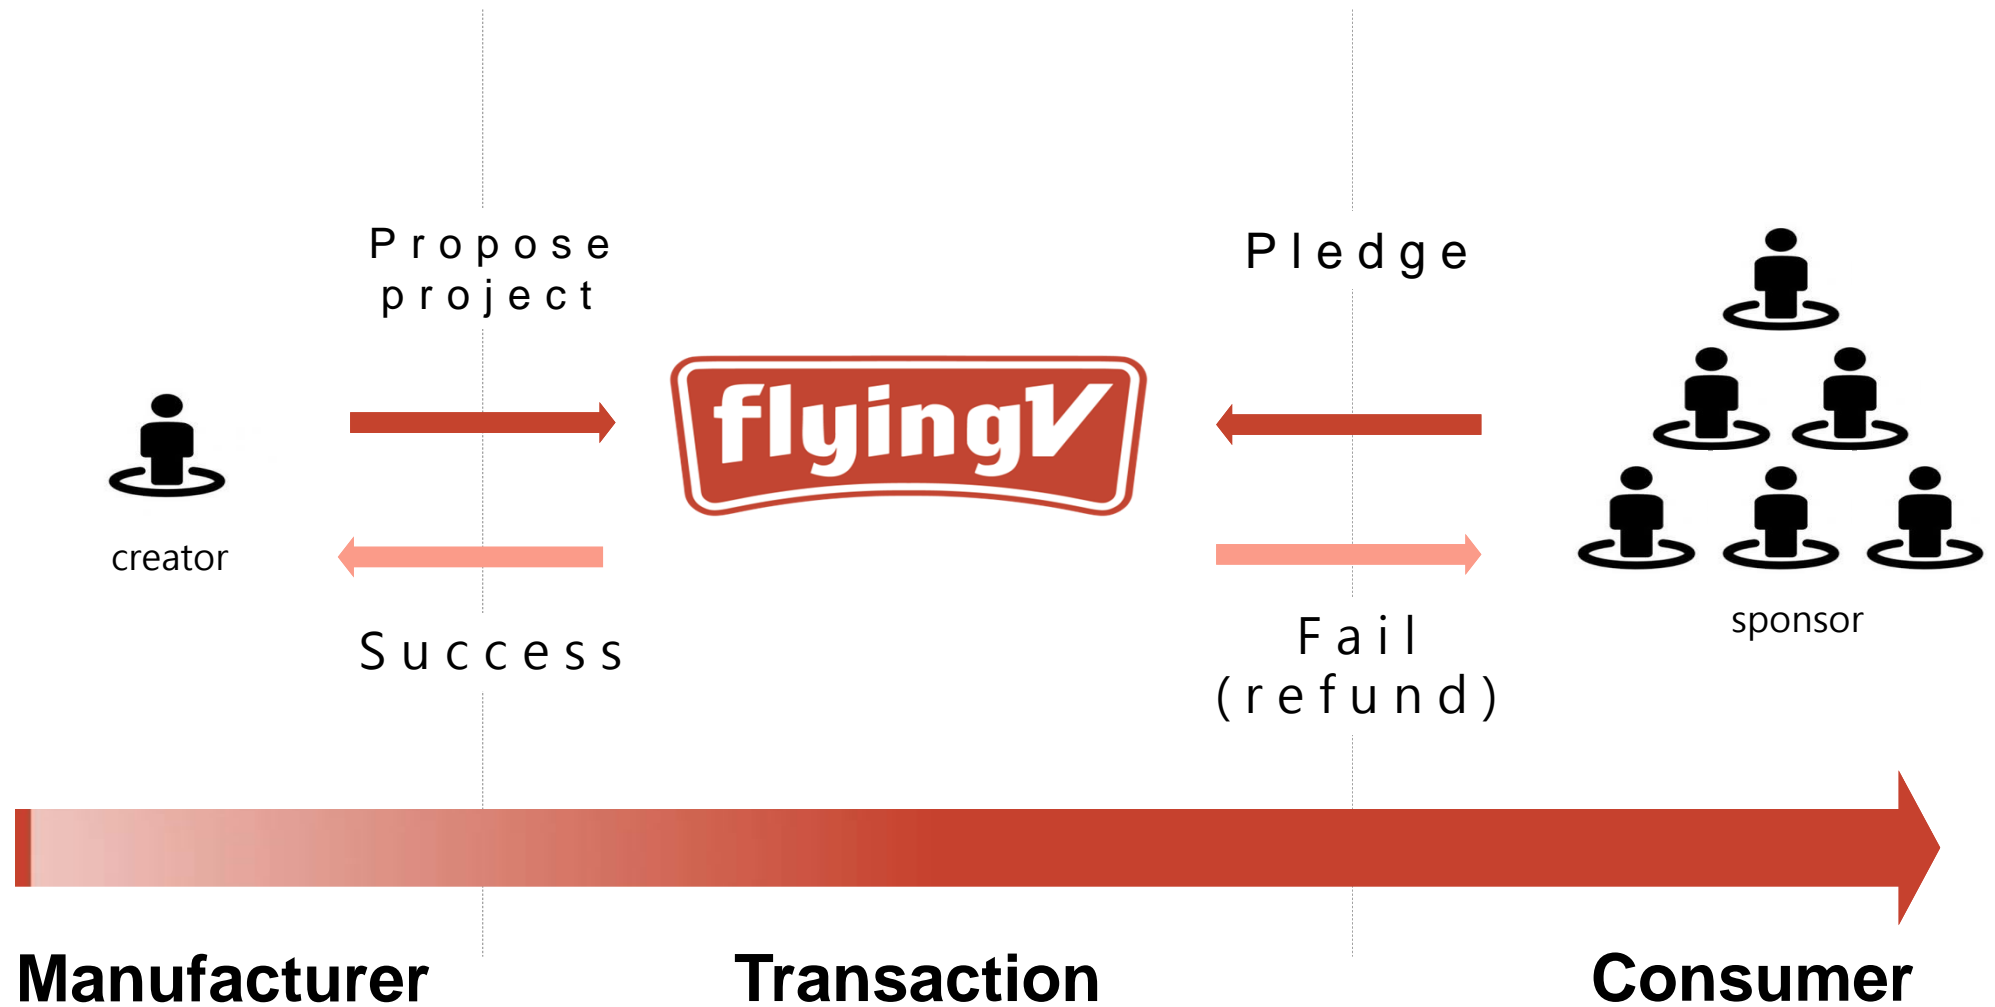 Propose
project
Pledge
flyingV
creator
Success
Fail
(refund)
sponsor
Manufacturer
Transaction
Consumer